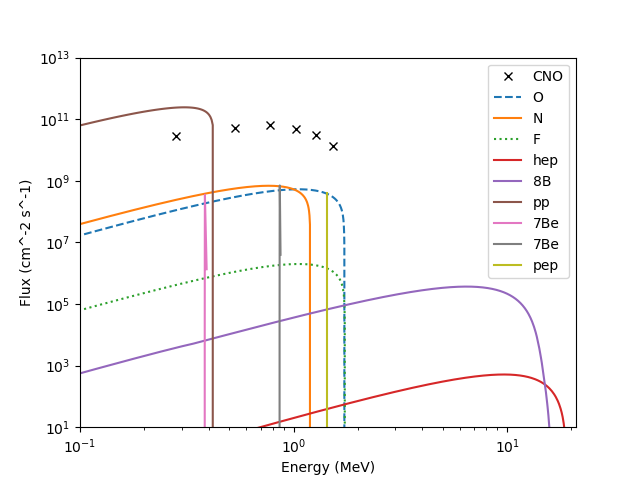 10^13
10^11
10^9
10^7
10^5
10^3
10^1
Flux (cm^-2 s^-1)
10^-1
10^0
10^1
Energy (MeV)
CNO
O
N
F
hep
8B
pp
7Be
7Be
pep